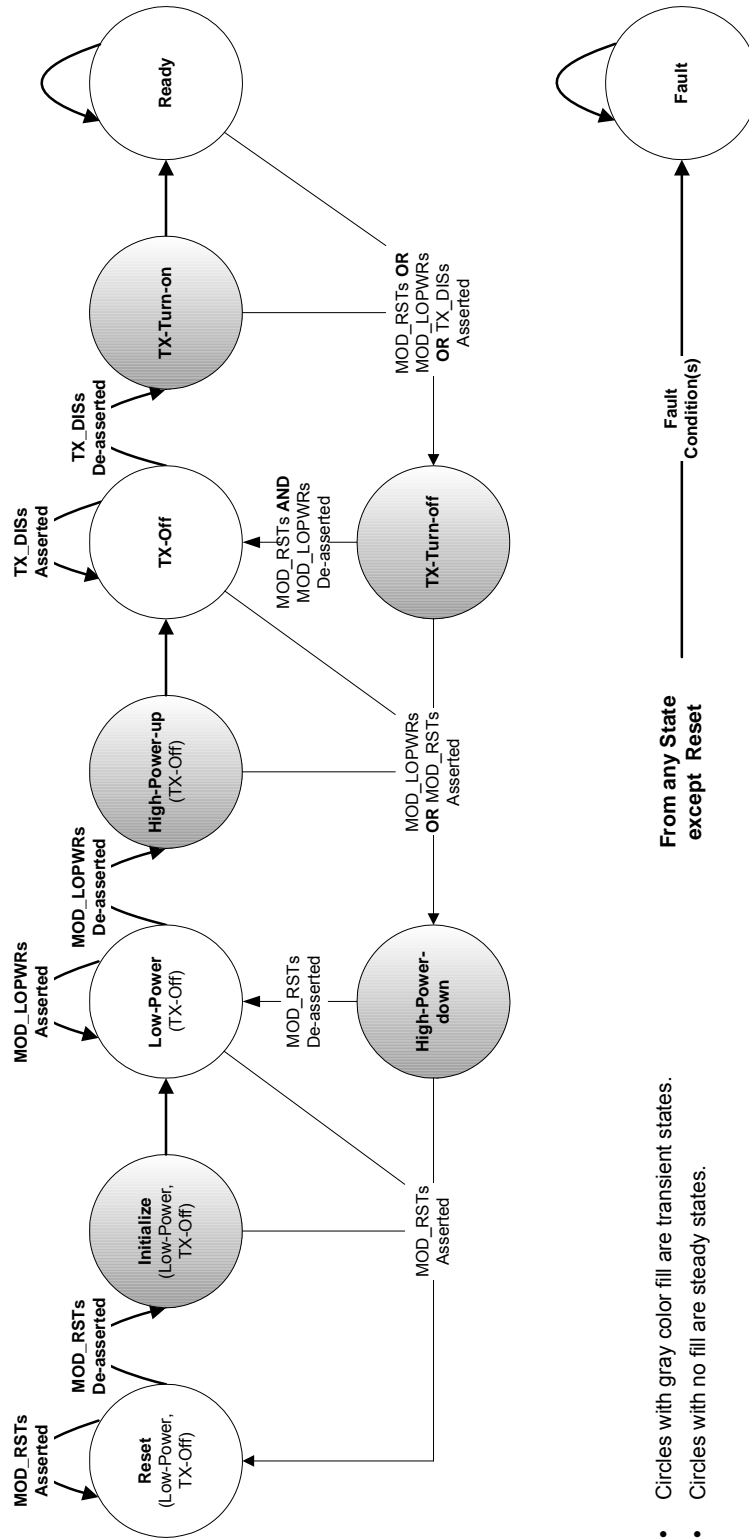 MOD_RSTs
Asserted
MOD_RSTs
De-asserted
MOD_LOPWRs
Asserted
MOD_LOPWRs
De-asserted
TX_DISs
Asserted
TX_DISs
De-asserted
Reset
(Low-Power,
TX-Off)
Initialize
(Low-Power,
TX-Off)
Low-Power
(TX-Off)
High-Power-up
(TX-Off)
TX-Off
TX-Turn-on
Ready
MOD_RSTs
De-asserted
MOD_RSTs AND
MOD_LOPWRs
De-asserted
MOD_RSTs
Asserted
High-Power-
down
MOD_LOPWRs
OR MOD_RSTs
Asserted
TX-Turn-off
MOD_RSTs OR
MOD_LOPWRs
OR TX_DISs
Asserted
• Circles with gray color fill are transient states.
• Circles with no fill are steady states.
From any State
except Reset
Fault
Condition(s)
Fault